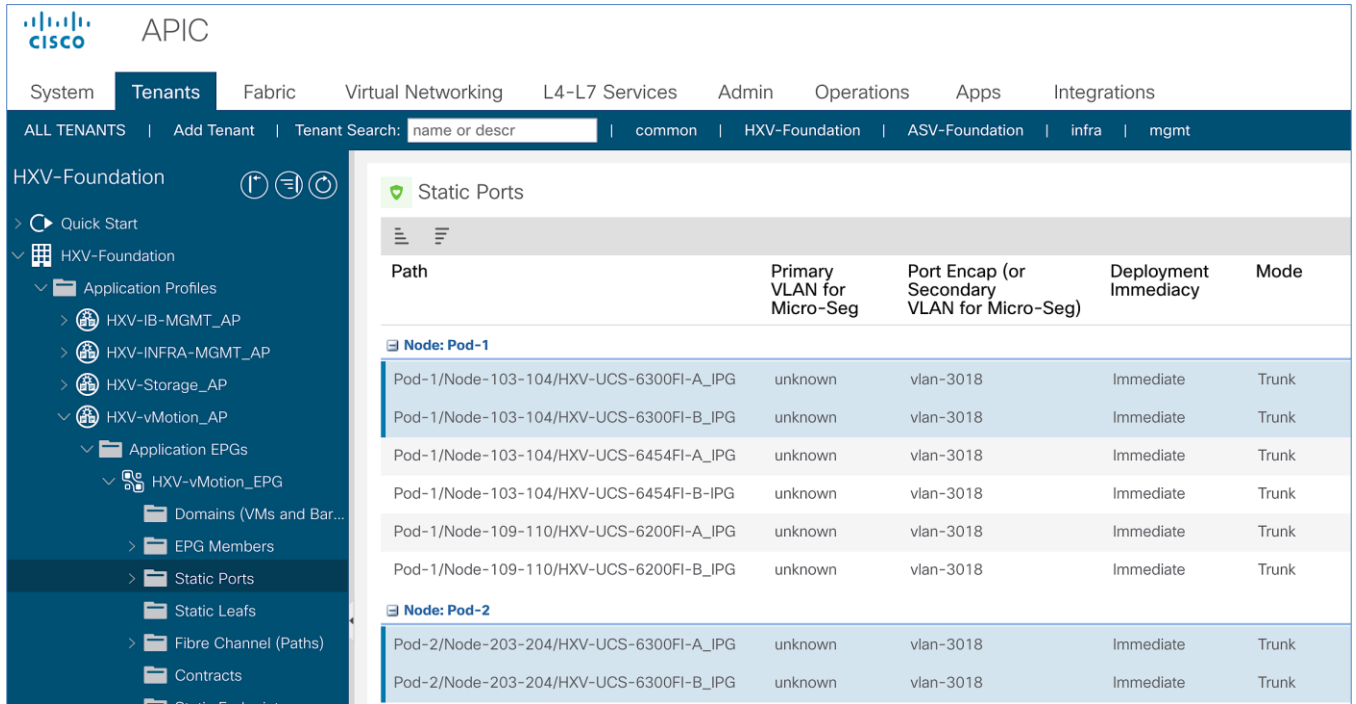 CISCO
APIC
System Tenants Fabric Virtual Networking L4-L7 Services Admin Operations Apps Integrations
ALL TENANTS | Add Tenant | Tenant Search: name or descr | common | HXV-Foundation | ASV-Foundation | infra | mgmt
HXV-Foundation
Quick Start
HXV-Foundation
Application Profiles
HXV-IB-MGMT_AP
HXV-INFRA-MGMT_AP
HXV-Storage_AP
HXV-vMotion_AP
Application EPGs
HXV-vMotion_EPG
Domains (VMs and Bar...
EPG Members
Static Ports
Static Leafs
Fibre Channel (Paths)
Contracts
Static Ports
Path
Primary
VLAN for
Micro-Seg
Port Encap (or
Secondary
VLAN for Micro-Seg)
Deployment
Immediacy
Mode
Node: Pod-1
Pod-1/Node-103-104/HXV-UCS-6300FI-A_IPG unknown vlan-3018 Immediate Trunk
Pod-1/Node-103-104/HXV-UCS-6300FI-B_IPG unknown vlan-3018 Immediate Trunk
Pod-1/Node-103-104/HXV-UCS-6454FI-A_IPG unknown vlan-3018 Immediate Trunk
Pod-1/Node-103-104/HXV-UCS-6454FI-B-IPG unknown vlan-3018 Immediate Trunk
Pod-1/Node-109-110/HXV-UCS-6200FI-A_IPG unknown vlan-3018 Immediate Trunk
Pod-1/Node-109-110/HXV-UCS-6200FI-B_IPG unknown vlan-3018 Immediate Trunk
Node: Pod-2
Pod-2/Node-203-204/HXV-UCS-6300FI-A_IPG unknown vlan-3018 Immediate Trunk
Pod-2/Node-203-204/HXV-UCS-6300FI-B_IPG unknown vlan-3018 Immediate Trunk